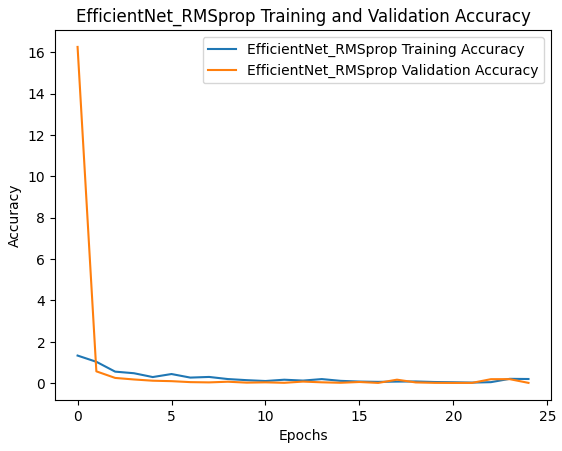 EfficientNet_RMSprop Training and Validation Accuracy
EfficientNet_RMSprop Training Accuracy
EfficientNet_RMSprop Validation Accuracy
16
14
12
10
8
6
4
2
0
Accuracy
0 5 10 15 20 25
Epochs